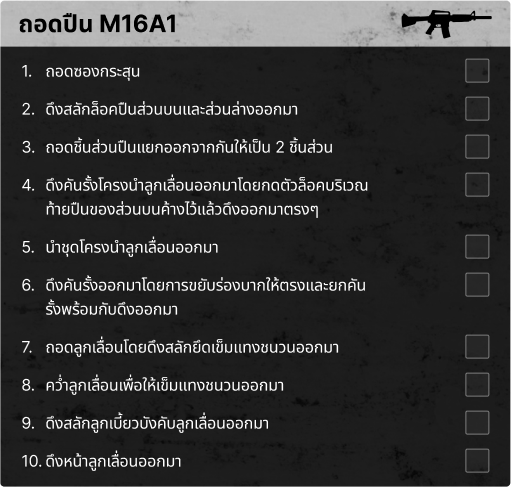 ถอดปืน M16A1
1. ถอดซองกระสุน
2. ดึงสลักล็อคปืนส่วนบนและส่วนล่างออกมา
3. ถอดชิ้นส่วนปืนแยกออกจากกันให้เป็น 2 ชิ้นส่วน
4. ดึงคันรั้งโครงนำลูกเลื่อนออกมาโดยกดตัวล็อคบริเวณ
ท้ายปืนของส่วนบนค้างไว้แล้วดึงออกมาตรงๆ
5. นำชุดโครงนำลูกเลื่อนออกมา
6. ดึงคันรั้งออกมาโดยการขยับร่องบากให้ตรงและยกคัน
รั้งพร้อมกับดึงออกมา
7. ถอดลูกเลื่อนโดยดึงสลักยึดเข็มแทงชนวนออกมา
8. คว่ำลูกเลื่อนเพื่อให้เข็มแทงชนวนออกมา
9. ดึงสลักลูกเบี้ยวบังคับลูกเลื่อนออกมา
10. ดึงหน้าลูกเลื่อนออกมา